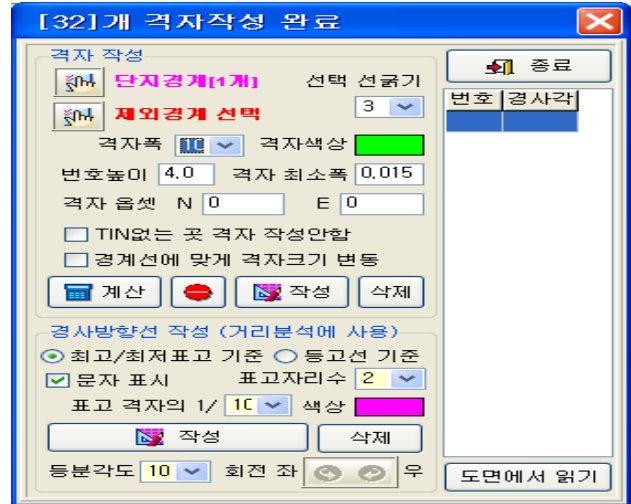 [32]개 격자작성 완료
격자 작성
단지경계[1개] 선택 선굵기
제외경계 선택 3
격자폭 10 격자색상
번호높이 4.0 격자 최소폭 0.015
격자 옵셋 N 0 E 0
TIN없는 곳 격자 작성안함
경계선에 맞게 격자크기 변동
계산 작성 삭제
경사방향선 작성 (거리분석에 사용)
최고/최저표고 기준 등고선 기준
문자 표시 표고자리수 2
표고 격자의 1/ 10 색상
작성 삭제
등분각도 10 회전 좌 우
종료
번호 경사각
도면에서 읽기